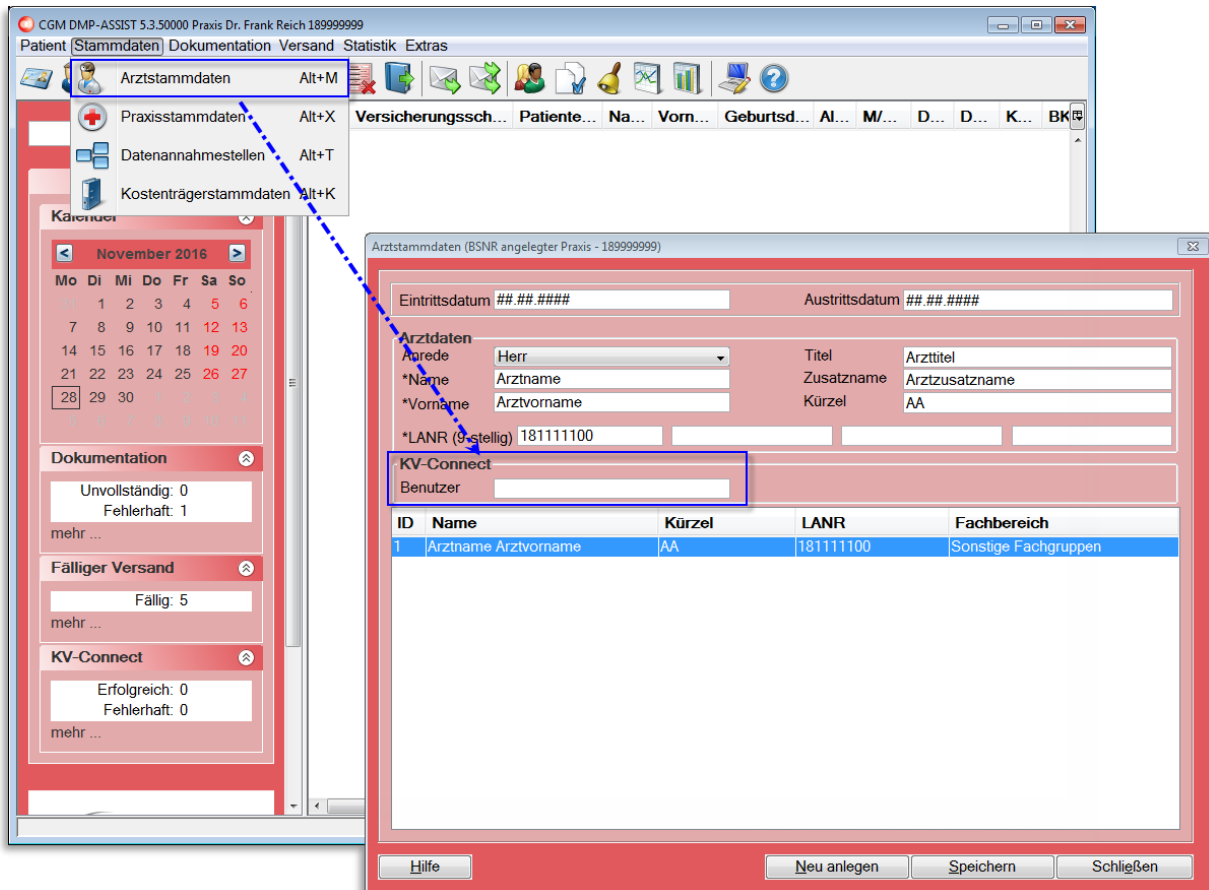 CGM DMP-ASSIST 5.3.50000 Praxis Dr. Frank Reich 189999999
Patient Stammdaten Dokumentation Versand Statistik Extras
Arztstammdaten Alt+M
Praxisstammdaten Alt+X
Datenannahmestellen Alt+T
Kostenträgerstammdaten Alt+K
Versicherungssch... Patiente... Na... Vorn... Geburtsd... Al... M/... D... D... K... BK
Kalender
November 2016
Mo Di Mi Do Fr Sa So
1 2 3 4 5 6
7 8 9 10 11 12 13
14 15 16 17 18 19 20
21 22 23 24 25 26 27
28 29 30
Dokumentation
Unvollständig: 0
Fehlerhaft: 1
mehr ...
Fälliger Versand
Fällig: 5
mehr ...
KV-Connect
Erfolgreich: 0
Fehlerhaft: 0
mehr ...
Arztstammdaten (BSNR angelegter Praxis - 189999999)
Eintrittsdatum ##.##.#### Austrittsdatum ##.##.####
Arztdaten
Anrede Herr Titel Arzttitel
*Name Arztname Zusatzname Arztzusatzname
*Vorname Arztvorname Kürzel AA
*LANR (9-stellig) 181111100
KV-Connect
Benutzer
ID Name Kürzel LANR Fachbereich
1 Arztname Arztvorname AA 181111100 Sonstige Fachgruppen
Hilfe Neu anlegen Speichern Schließen